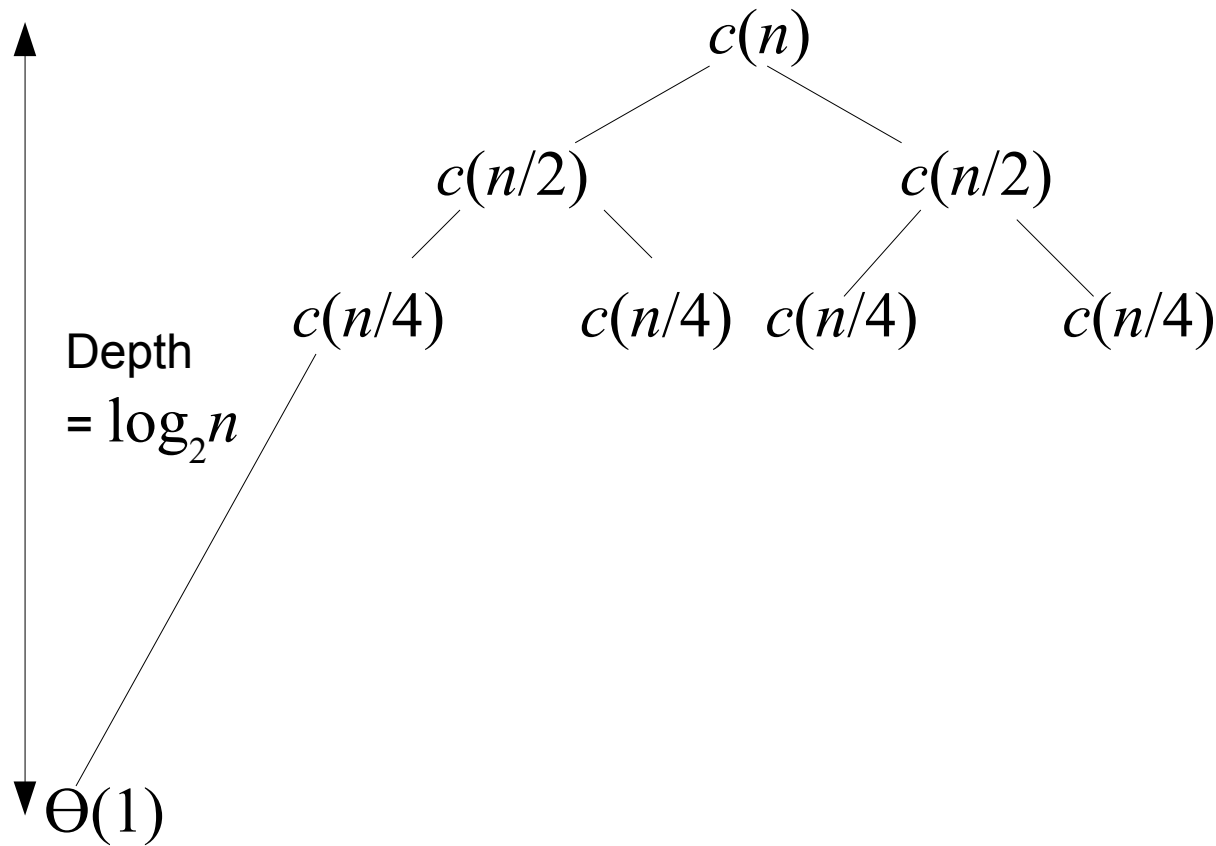 c(n)
c(n/2) c(n/2)
c(n/4) c(n/4) c(n/4) c(n/4)
Depth
= log₂n
Θ(1)